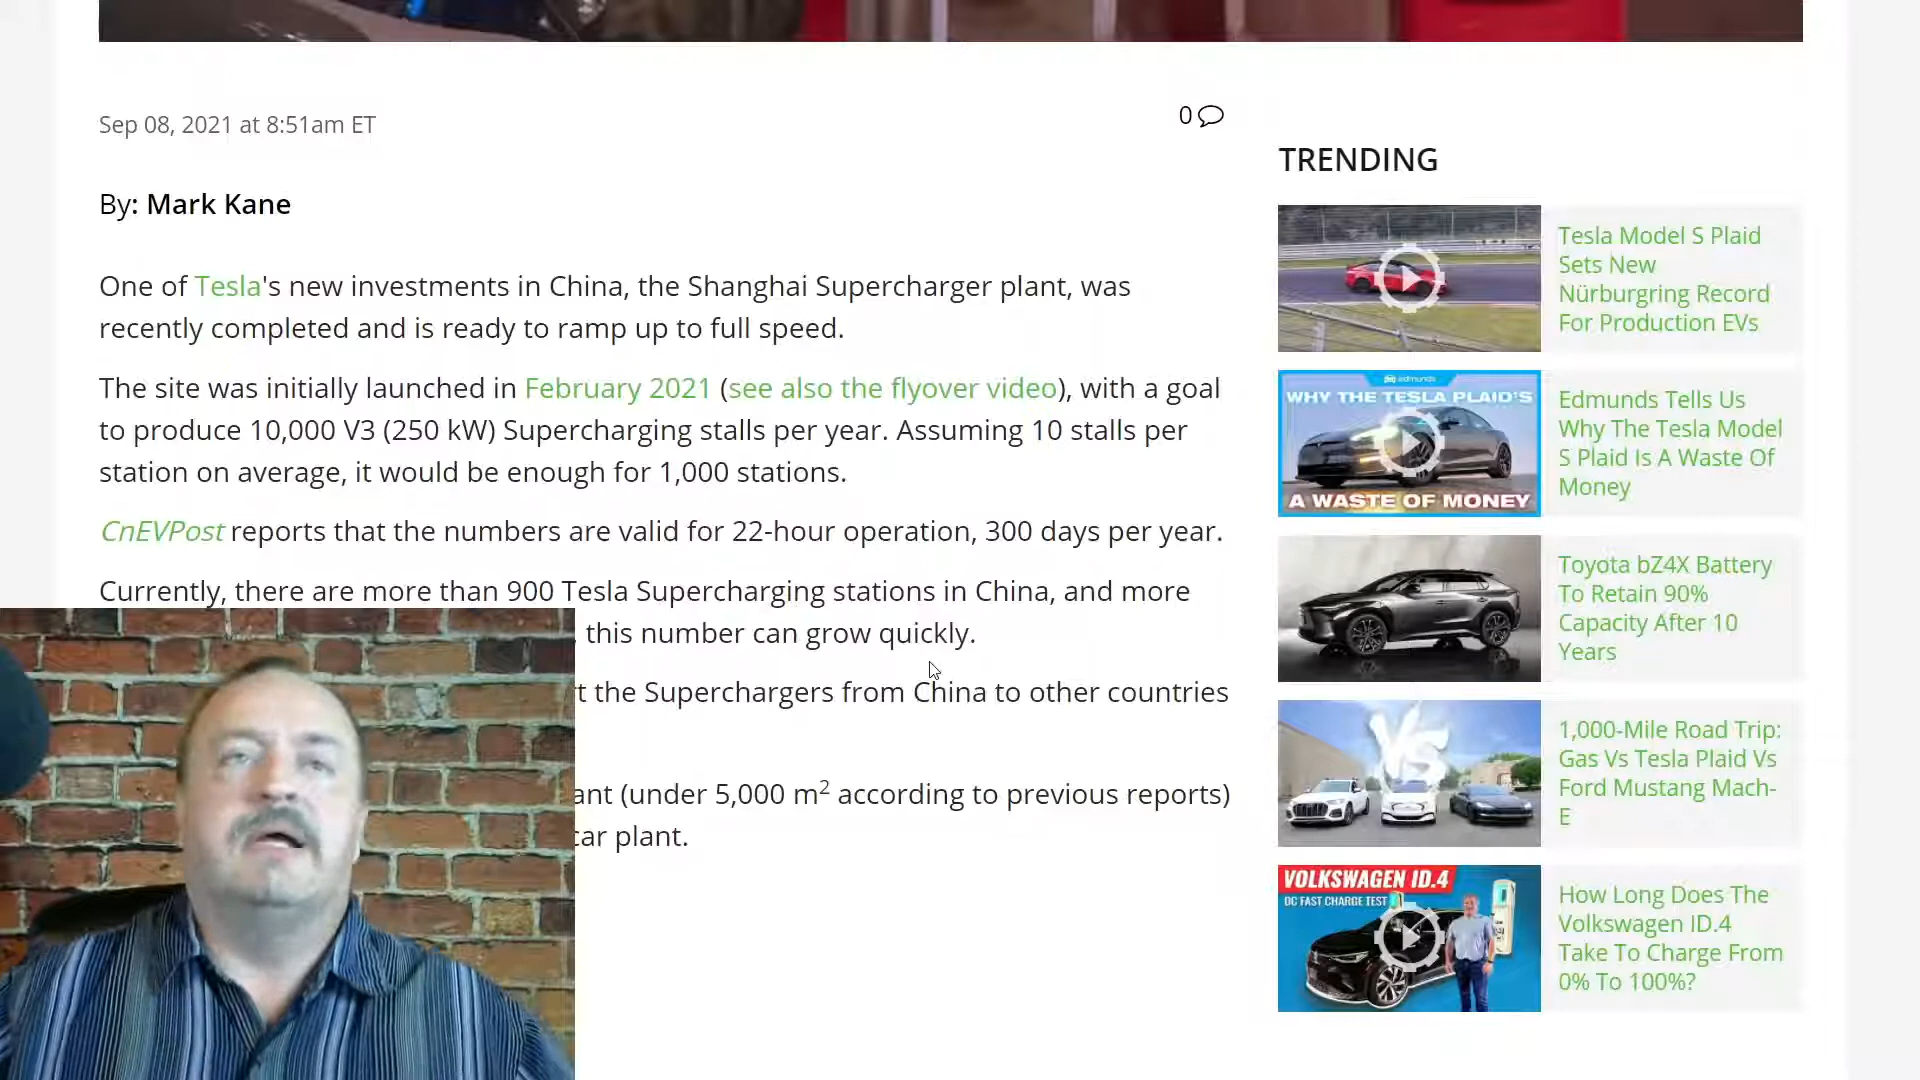 Sep 08, 2021 at 8:51am ET
0
By: Mark Kane
One of Tesla's new investments in China, the Shanghai Supercharger plant, was
recently completed and is ready to ramp up to full speed.
The site was initially launched in February 2021 (see also the flyover video), with a goal
to produce 10,000 V3 (250 kW) Supercharging stalls per year. Assuming 10 stalls per
station on average, it would be enough for 1,000 stations.
CnEVPost reports that the numbers are valid for 22-hour operation, 300 days per year.
Currently, there are more than 900 Tesla Supercharging stations in China, and more
this number can grow quickly.
the Superchargers from China to other countries
(under 5,000 m² according to previous reports)
car plant.
TRENDING
Tesla Model S Plaid
Sets New
Nürburgring Record
For Production EVs
edmunds
WHY THE TESLA PLAID'S
A WASTE OF MONEY
Edmunds Tells Us
Why The Tesla Model
S Plaid Is A Waste Of
Money
Toyota bZ4X Battery
To Retain 90%
Capacity After 10
Years
VS
1,000-Mile Road Trip:
Gas Vs Tesla Plaid Vs
Ford Mustang Mach-
E
VOLKSWAGEN ID.4
DC FAST CHARGE TEST
How Long Does The
Volkswagen ID.4
Take To Charge From
0% To 100%?